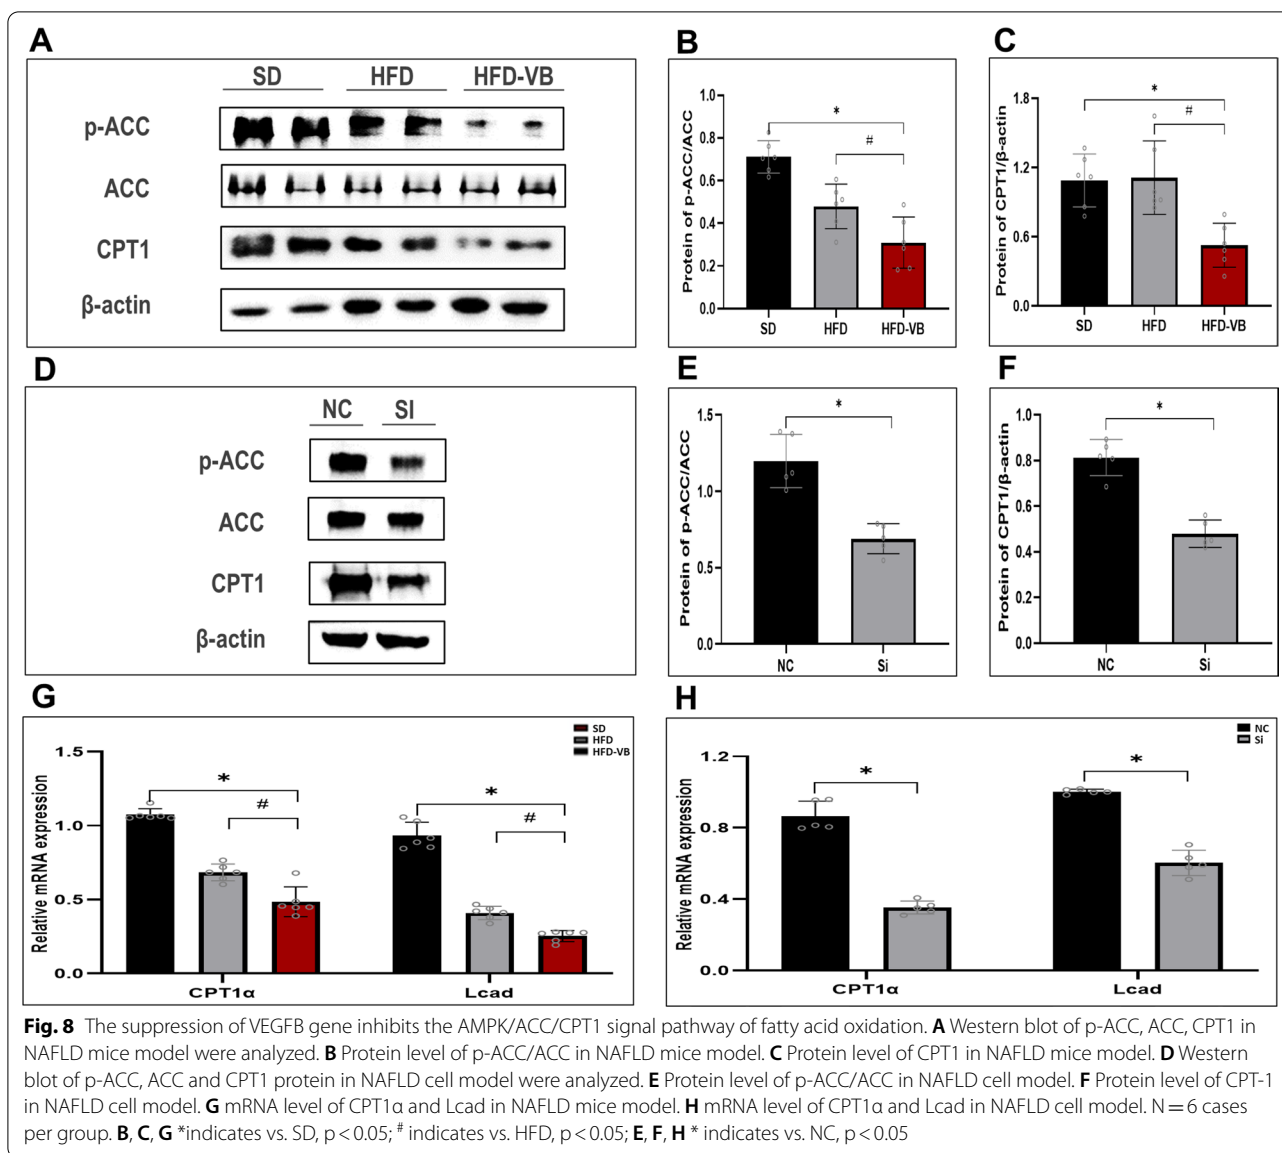 A
SD HFD HFD-VB
p-ACC
ACC
CPT1
β-actin
B
Protein of p-ACC/ACC
1.0
0.8
0.6
0.4
0.2
0.0
*
#
SD HFD HFD-VB
C
Protein of CPT1/β-actin
1.8
1.2
0.6
0.0
*
#
SD HFD HFD-VB
D
NC SI
p-ACC
ACC
CPT1
β-actin
E
Protein of p-ACC/ACC
1.5
1.0
0.5
0.0
*
NC Si
F
Protein of CPT1/β-actin
1.0
0.8
0.6
0.4
0.2
0.0
*
NC Si
G
SD
HFD
HFD-VB
Relative mRNA expression
1.5
1.0
0.5
0.0
*
#
*
#
CPT1α Lcad
H
NC
Si
Relative mRNA expression
1.2
0.8
0.4
0.0
*
*
CPT1α Lcad
Fig. 8 The suppression of VEGFB gene inhibits the AMPK/ACC/CPT1 signal pathway of fatty acid oxidation. A Western blot of p-ACC, ACC, CPT1 in
NAFLD mice model were analyzed. B Protein level of p-ACC/ACC in NAFLD mice model. C Protein level of CPT1 in NAFLD mice model. D Western
blot of p-ACC, ACC and CPT1 protein in NAFLD cell model were analyzed. E Protein level of p-ACC/ACC in NAFLD cell model. F Protein level of CPT-1
in NAFLD cell model. G mRNA level of CPT1α and Lcad in NAFLD mice model. H mRNA level of CPT1α and Lcad in NAFLD cell model. N = 6 cases
per group. B, C, G *indicates vs. SD, p < 0.05; # indicates vs. HFD, p < 0.05; E, F, H * indicates vs. NC, p < 0.05